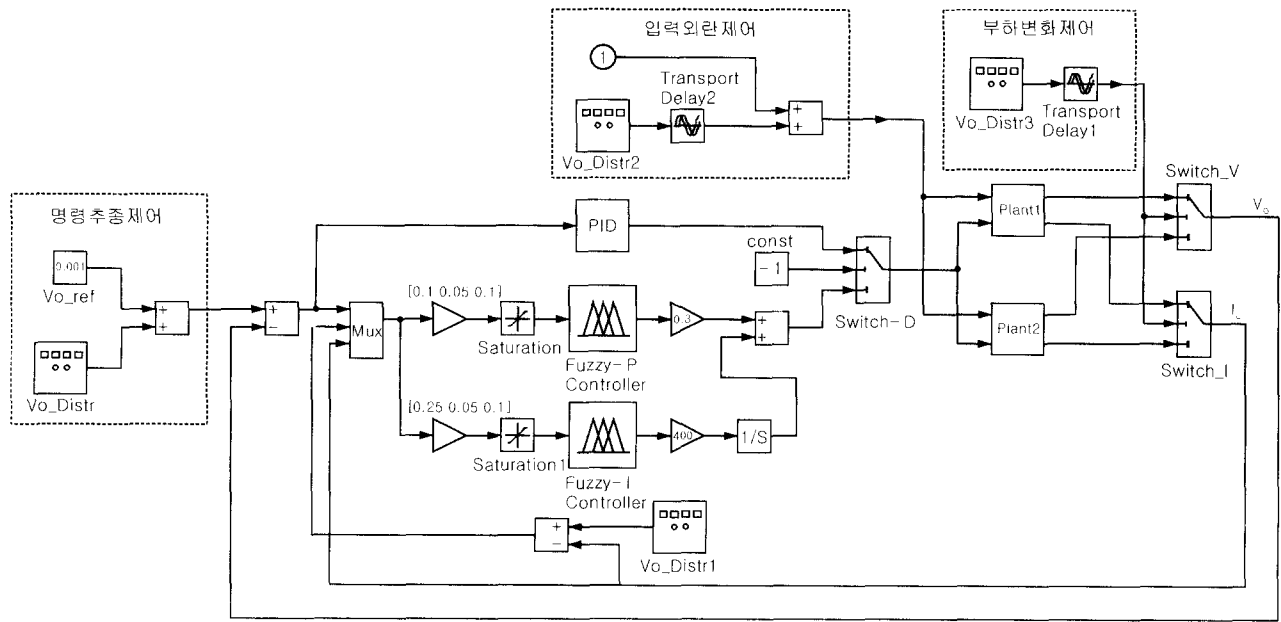 입력외란제어
1
Transport
Delay2
Vo_Distr2
+
+
부하변화제어
Vo_Distr3
Transport
Delay1
명령추종제어
0.001
Vo_ref
+
+
Vo_Distr
+
−
PID
const
-1
Switch-D
Mux
[0.1 0.05 0.1]
Saturation
Fuzzy-P
Controller
0.3
+
+
[0.25 0.05 0.1]
Saturation1
Fuzzy-I
Controller
400
1/S
+
−
Vo_Distr1
Plant1
Plant2
Switch_V
Vo
Switch_I